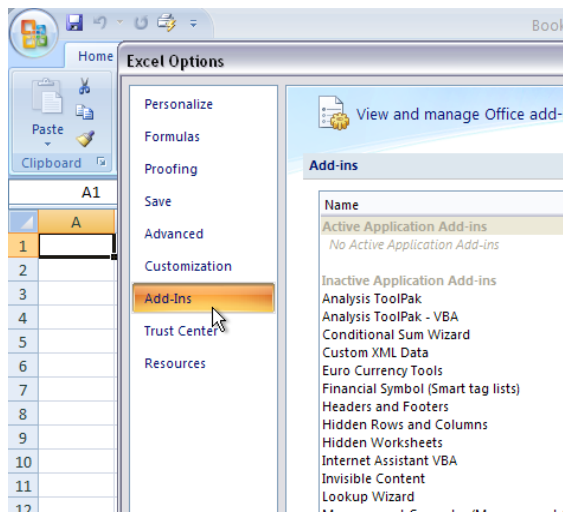 Book
Home
Excel Options
Paste
Clipboard
A1
A
1
2
3
4
5
6
7
8
9
10
11
12
Personalize
Formulas
Proofing
Save
Advanced
Customization
Add-Ins
Trust Center
Resources
View and manage Office add-
Add-ins
Name
Active Application Add-ins
No Active Application Add-ins
Inactive Application Add-ins
Analysis ToolPak
Analysis ToolPak - VBA
Conditional Sum Wizard
Custom XML Data
Euro Currency Tools
Financial Symbol (Smart tag lists)
Headers and Footers
Hidden Rows and Columns
Hidden Worksheets
Internet Assistant VBA
Invisible Content
Lookup Wizard